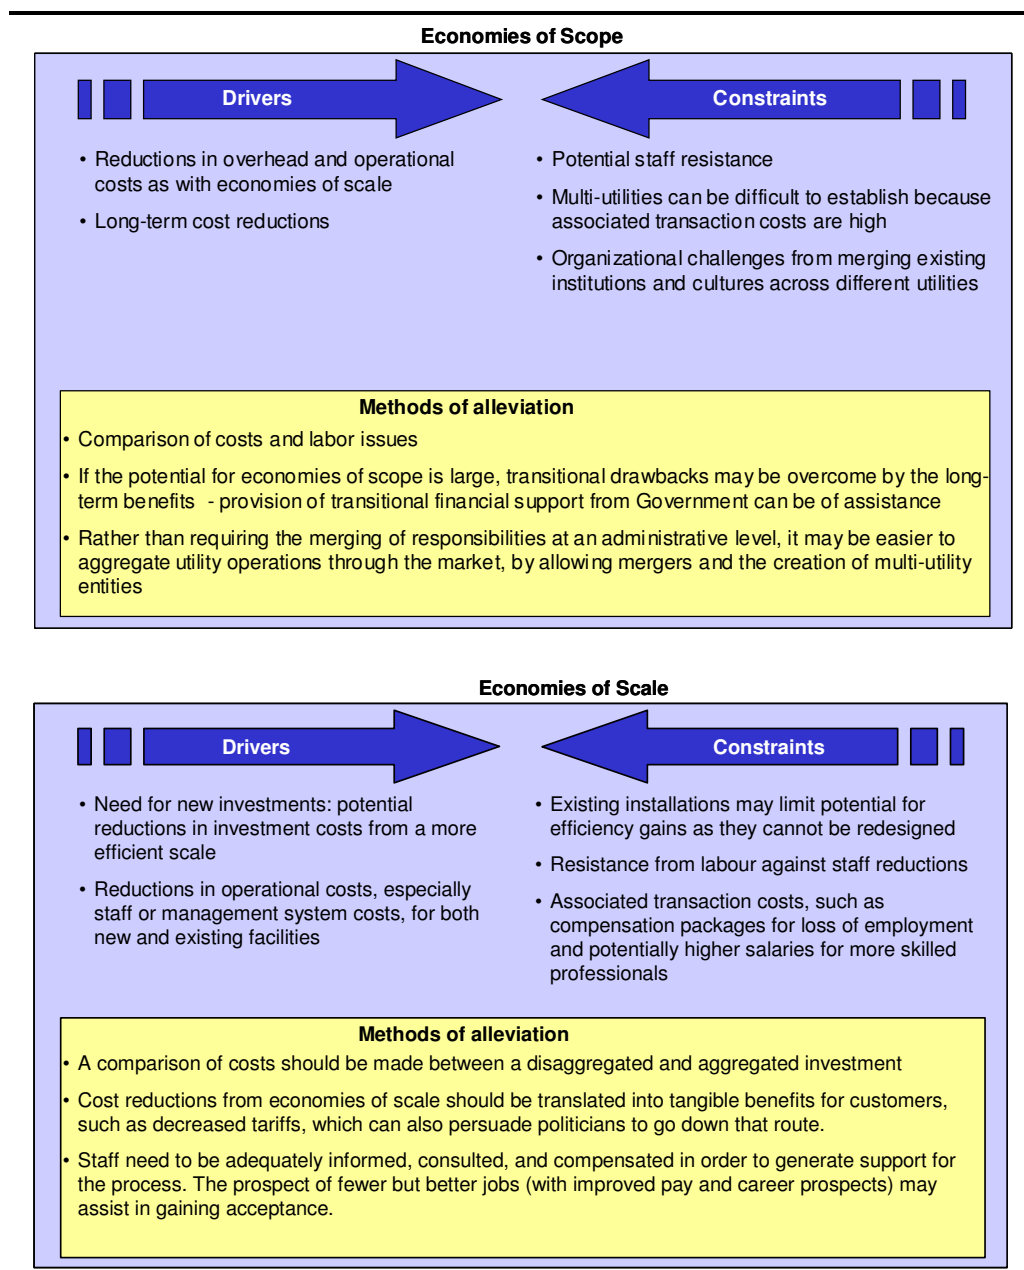 Economies of Scope
Drivers
Constraints
• Reductions in overhead and operational
costs as with economies of scale
• Long-term cost reductions
• Potential staff resistance
• Multi-utilities can be difficult to establish because
associated transaction costs are high
• Organizational challenges from merging existing
institutions and cultures across different utilities
Methods of alleviation
• Comparison of costs and labor issues
• If the potential for economies of scope is large, transitional drawbacks may be overcome by the long-
term benefits - provision of transitional financial support from Government can be of assistance
• Rather than requiring the merging of responsibilities at an administrative level, it may be easier to
aggregate utility operations through the market, by allowing mergers and the creation of multi-utility
entities
Economies of Scale
Drivers
Constraints
• Need for new investments: potential
reductions in investment costs from a more
efficient scale
• Reductions in operational costs, especially
staff or management system costs, for both
new and existing facilities
• Existing installations may limit potential for
efficiency gains as they cannot be redesigned
• Resistance from labour against staff reductions
• Associated transaction costs, such as
compensation packages for loss of employment
and potentially higher salaries for more skilled
professionals
Methods of alleviation
• A comparison of costs should be made between a disaggregated and aggregated investment
• Cost reductions from economies of scale should be translated into tangible benefits for customers,
such as decreased tariffs, which can also persuade politicians to go down that route.
• Staff need to be adequately informed, consulted, and compensated in order to generate support for
the process. The prospect of fewer but better jobs (with improved pay and career prospects) may
assist in gaining acceptance.